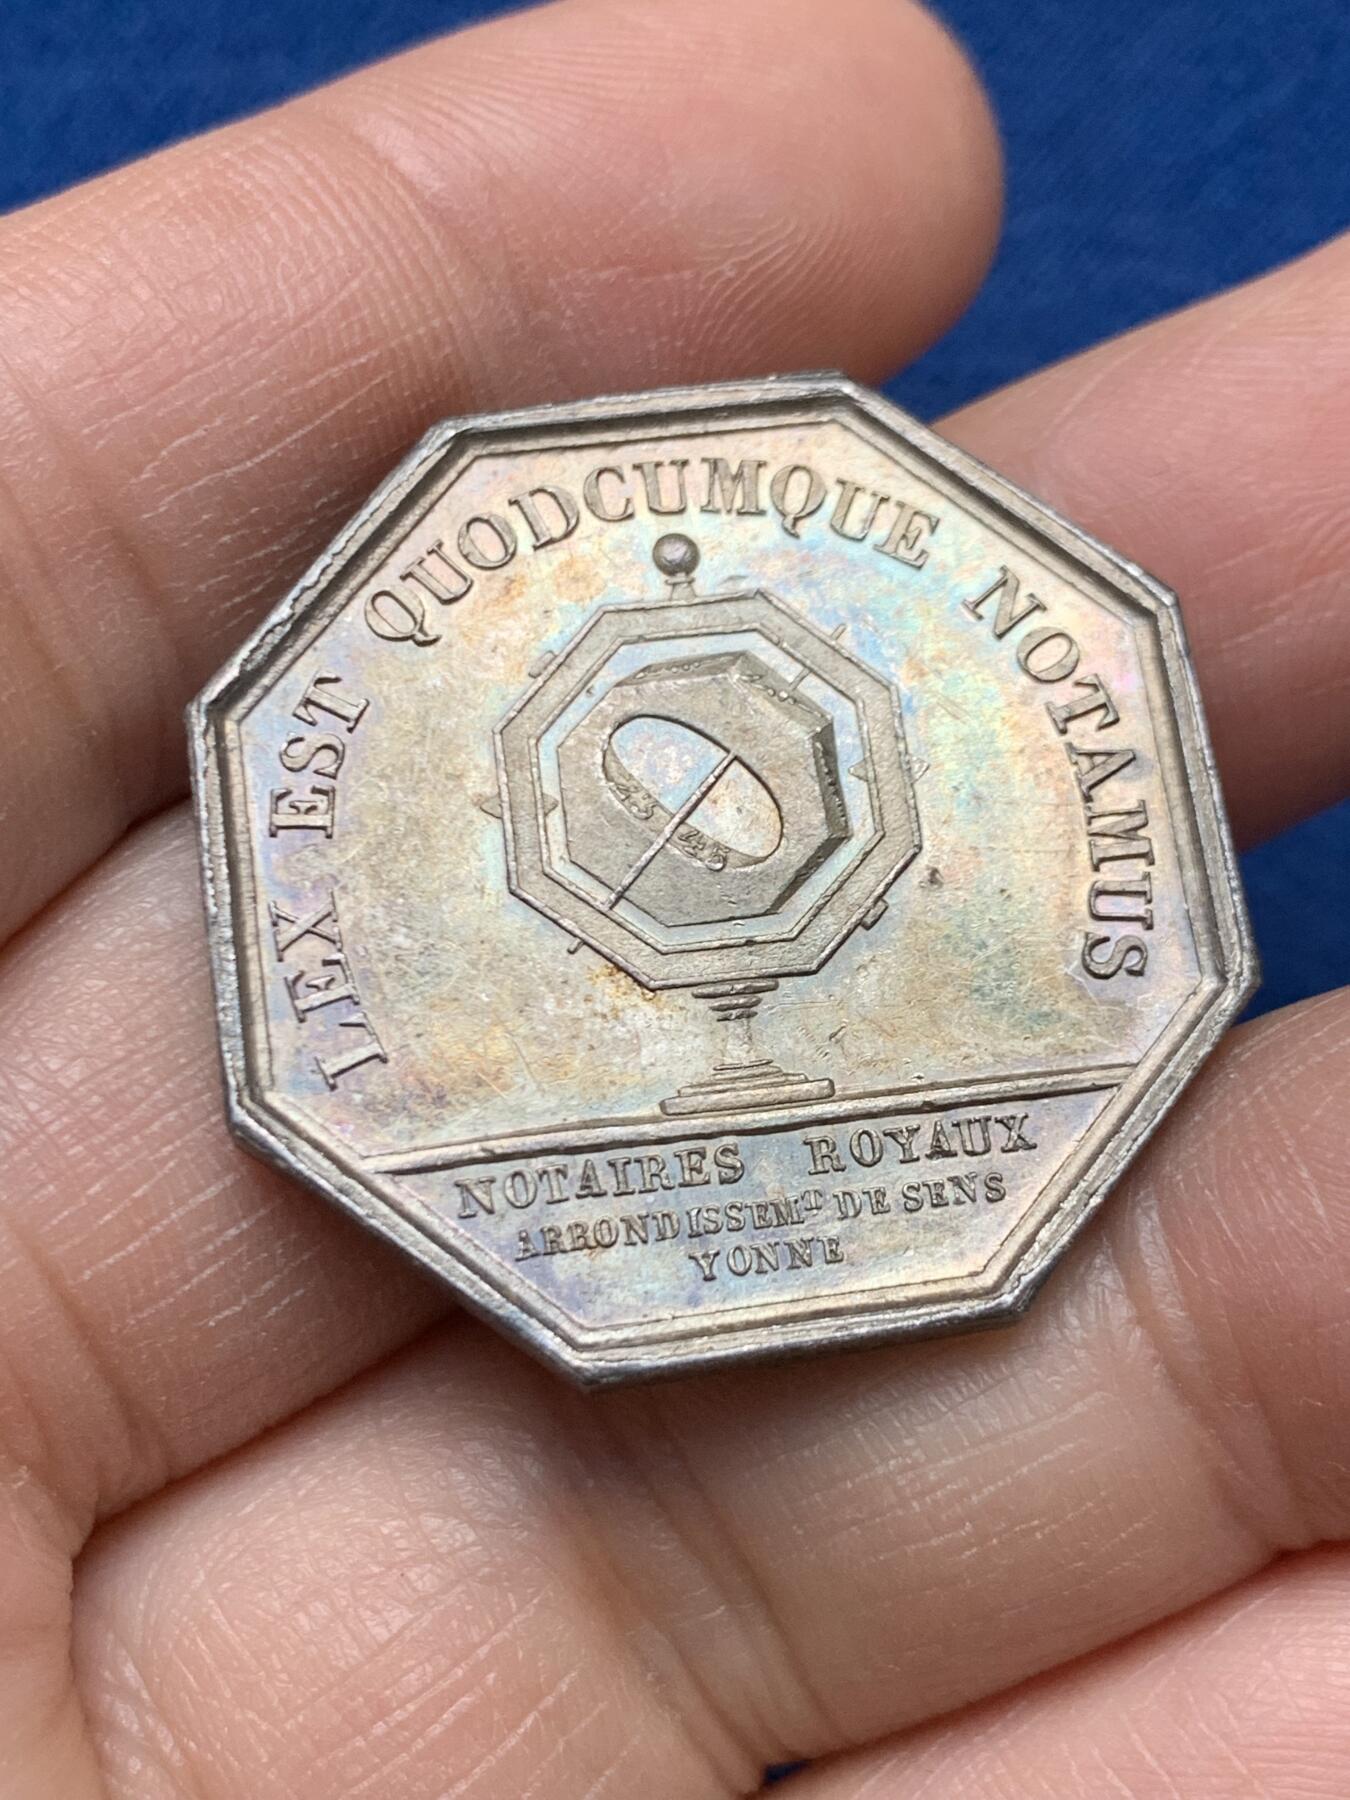 LEX EST QUODCUMQUE NOTAMUS
NOTAIRES ROYAUX
ARRONDISSEMT DE SENS
YONNE